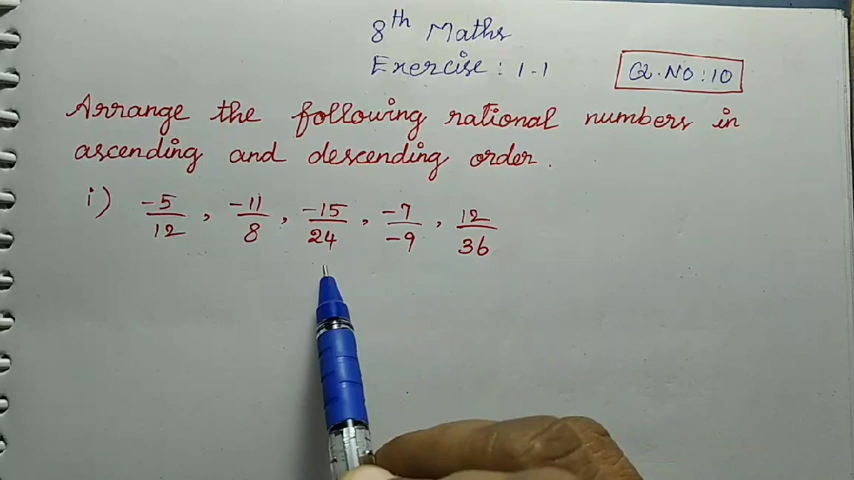 8th Maths
Exercise : 1.1
Q.NO:10
Arrange the following rational numbers in
ascending and descending order.
i) -5/12, -11/8, -15/24, -7/-9, 12/36